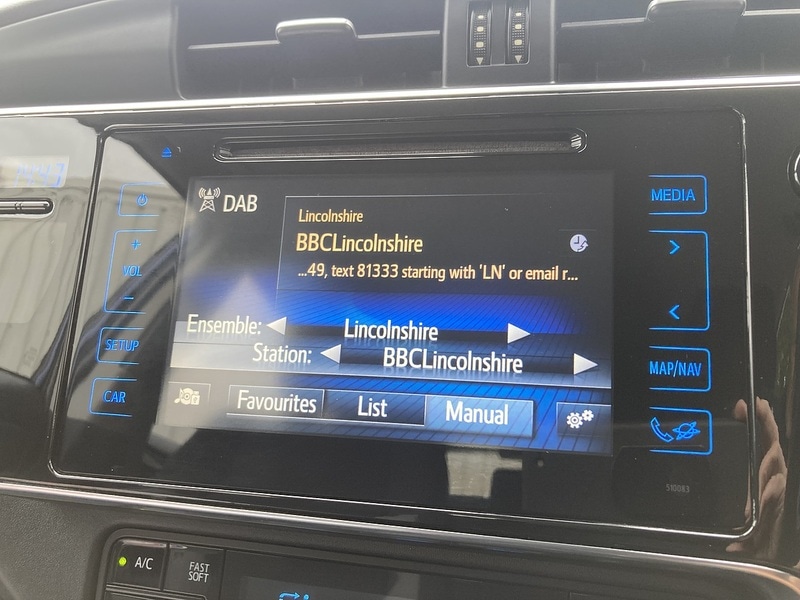 DAB
Lincolnshire
BBCLincolnshire
...49, text 81333 starting with 'LN' or email r...
Ensemble: Lincolnshire
Station: BBCLincolnshire
Favourites List Manual
+
VOL
−
SETUP
CAR
MEDIA
>
<
MAP/NAV
510083
A/C
FAST
SOFT